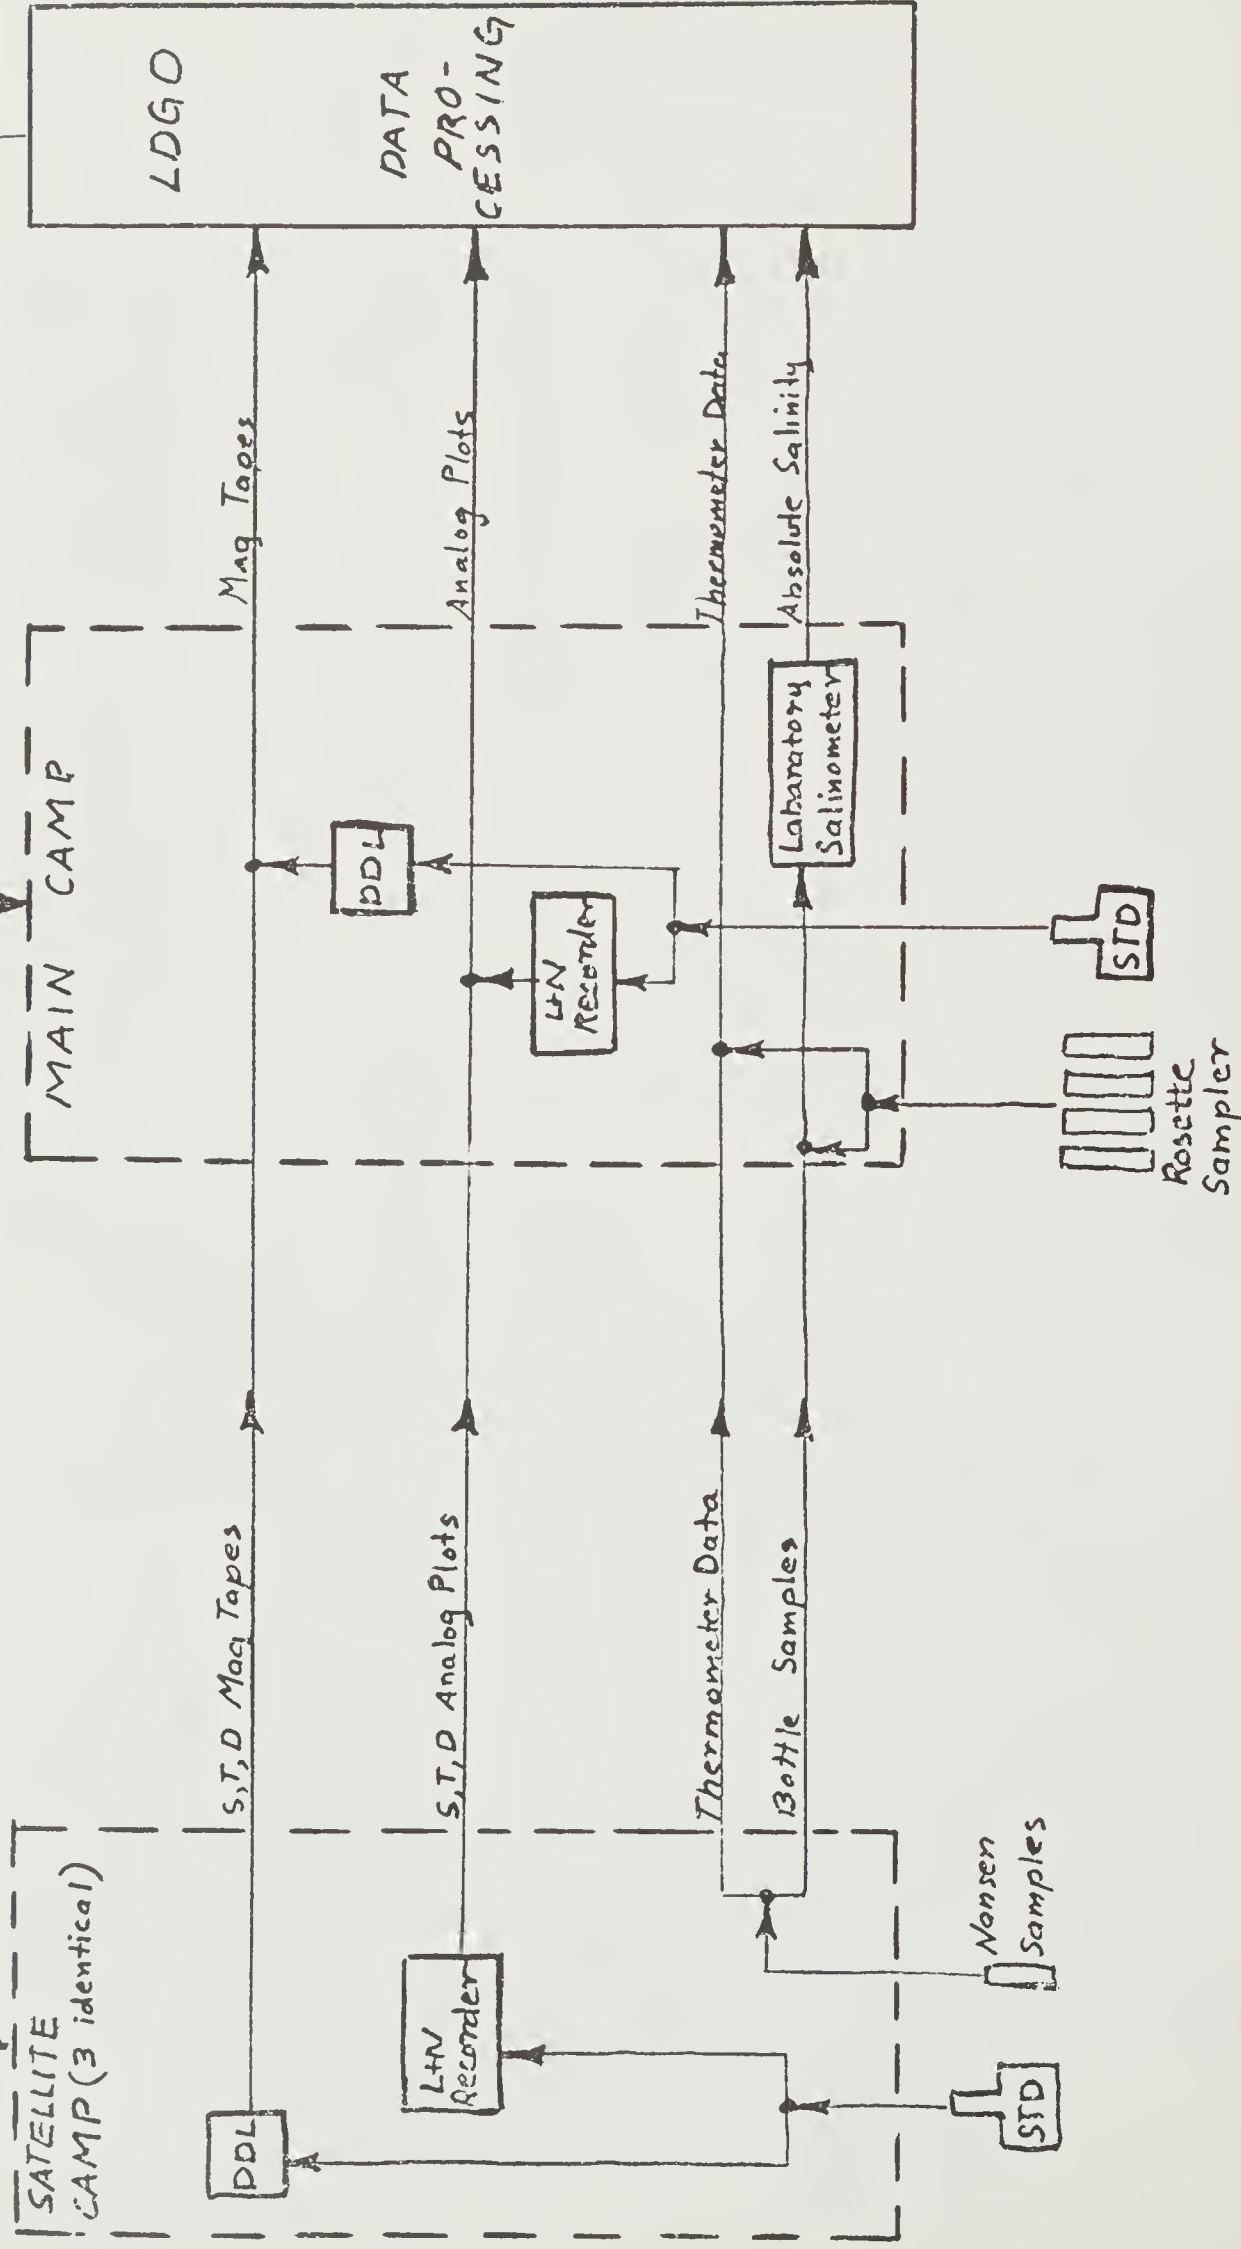 SATELLITE
CAMP (3 identical)
DDL
L+N
Recorder
STD
Nansen
Samples
S,T,D Mag Tapes
S,T,D Analog Plots
Thermometer Data
Bottle Samples
MAIN CAMP
DDL
L+N
Recorder
Labaratory
Salinometer
STD
Rosette
Sampler
Mag Tapes
Analog Plots
Thermometer Data
Absolute Salinity
LDGO
DATA
PRO-
CESSING